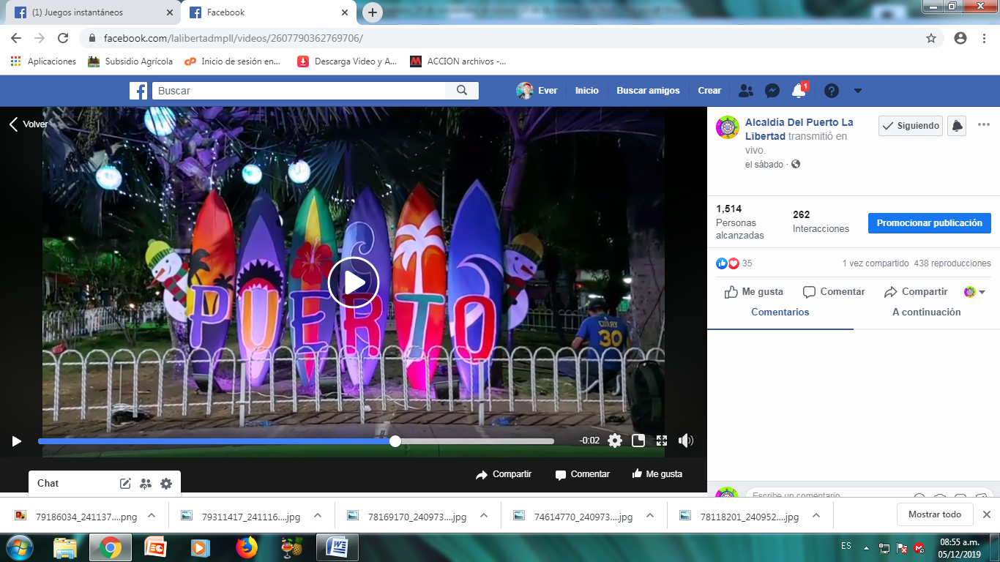 (1) Juegos instantáneos
Facebook
facebook.com/lalibertadmpll/videos/2607790362769706/
Aplicaciones
Subsidio Agrícola
Inicio de sesión en...
Descarga Video y A...
ACCION archivos -...
Buscar
Ever
Inicio
Buscar amigos
Crear
1
Volver
PUERTO
CURRY
30
-0:02
Compartir
Comentar
Me gusta
Alcaldía Del Puerto La
Libertad transmitió en
vivo.
el sábado ·
Siguiendo
1,514
Personas
alcanzadas
262
Interacciones
Promocionar publicación
35
1 vez compartido 438 reproducciones
Me gusta
Comentar
Compartir
Comentarios
A continuación
Escribe un comentario
Chat
79186034_241137....png
79311417_241116....jpg
78169170_240973....jpg
74614770_240973....jpg
78118201_240952....jpg
Mostrar todo
ES
08:55 a.m.
05/12/2019